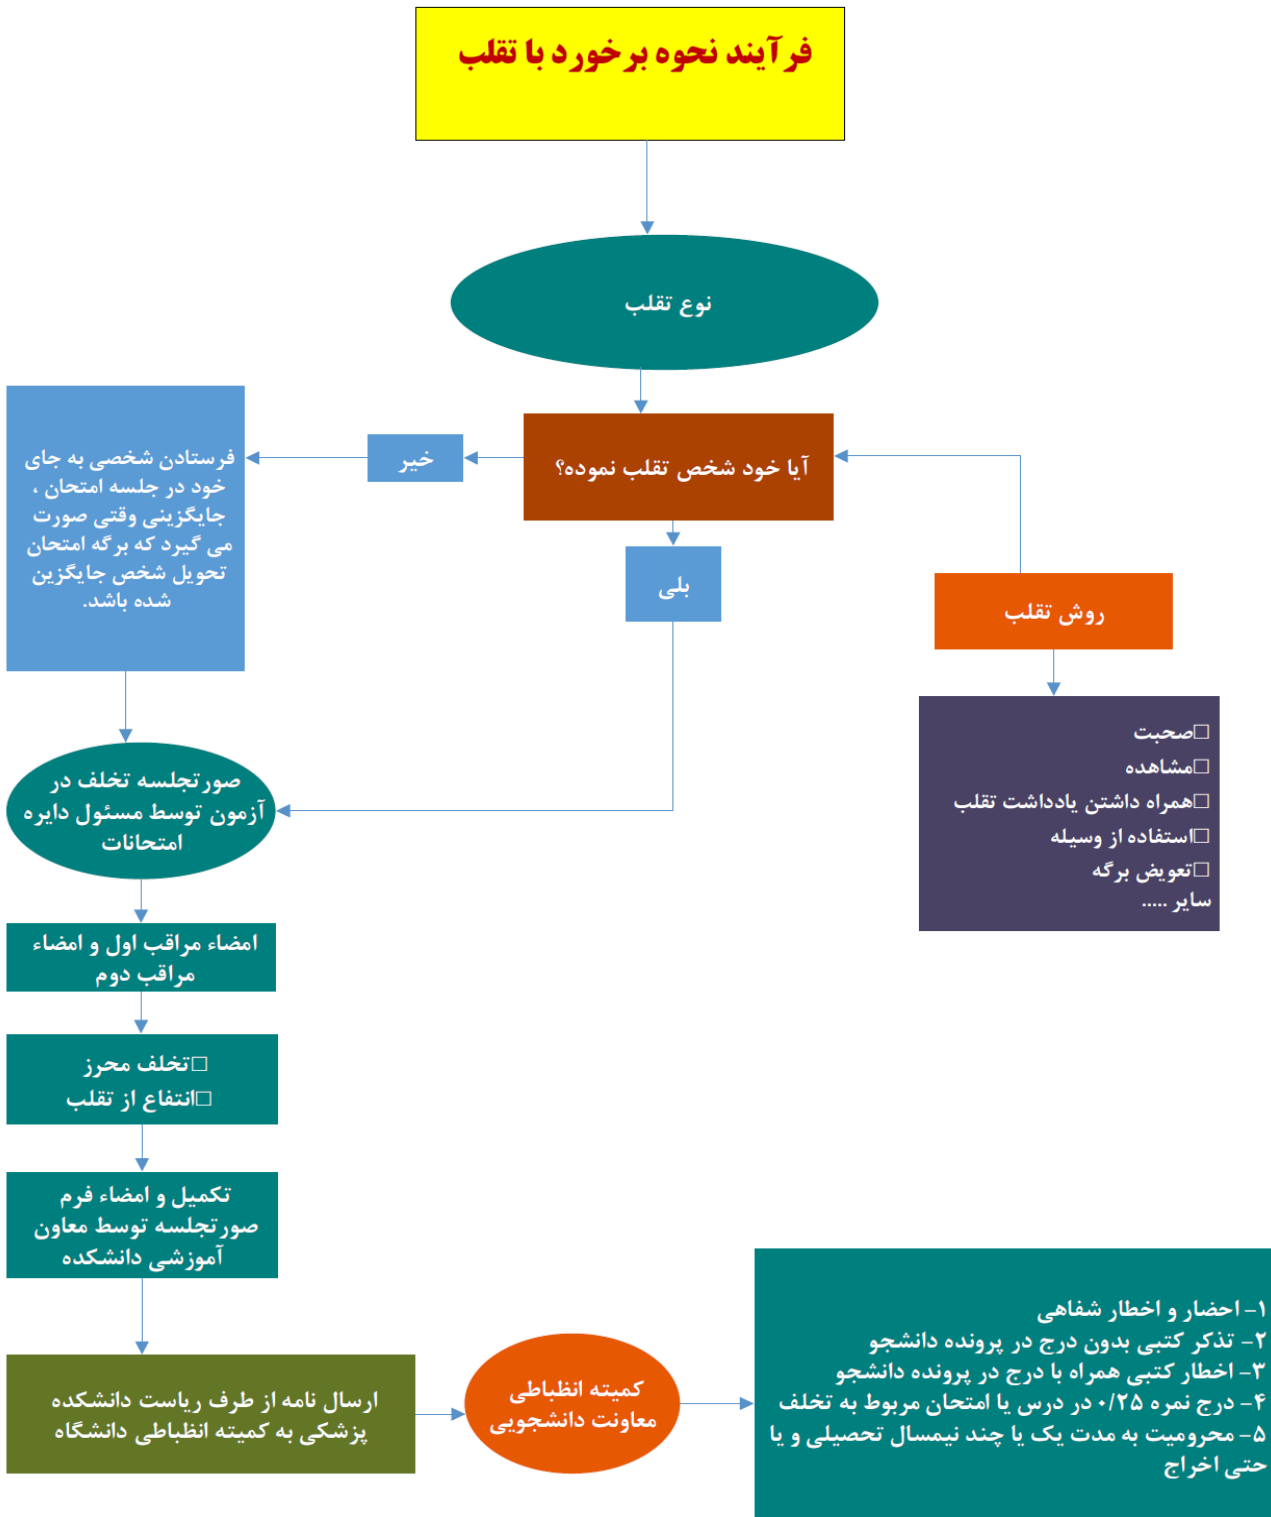 فرآیند نحوه برخورد با تقلب
نوع تقلب
آیا خود شخص تقلب نموده؟
خیر
فرستادن شخصی به جای
خود در جلسه امتحان ،
جایگزینی وقتی صورت
می گیرد که برگه امتحان
تحویل شخص جایگزین
شده باشد.
بلی
روش تقلب
□صحبت
□مشاهده
□همراه داشتن یادداشت تقلب
□استفاده از وسیله
□تعویض برگه
سایر .....
صورتجلسه تخلف در
آزمون توسط مسئول دایره
امتحانات
امضاء مراقب اول و امضاء
مراقب دوم
□تخلف محرز
□انتفاع از تقلب
تکمیل و امضاء فرم
صورتجلسه توسط معاون
آموزشی دانشکده
ارسال نامه از طرف ریاست دانشکده
پزشکی به کمیته انظباطی دانشگاه
کمیته انظباطی
معاونت دانشجویی
۱- احضار و اخطار شفاهی
۲- تذکر کتبی بدون درج در پرونده دانشجو
۳- اخطار کتبی همراه با درج در پرونده دانشجو
۴- درج نمره ۰/۲۵ در درس یا امتحان مربوط به تخلف
۵- محرومیت به مدت یک یا چند نیمسال تحصیلی و یا
حتی اخراج